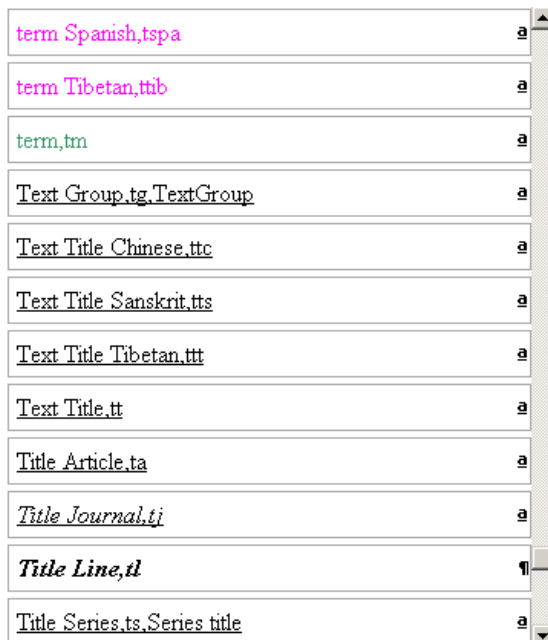 term Spanish,tspa a
term Tibetan,ttib a
term,tm a
Text Group,tg,TextGroup a
Text Title Chinese,ttc a
Text Title Sanskrit,tts a
Text Title Tibetan,ttt a
Text Title,tt a
Title Article,ta a
Title Journal,tj a
Title Line,tl ¶
Title Series,ts,Series title a